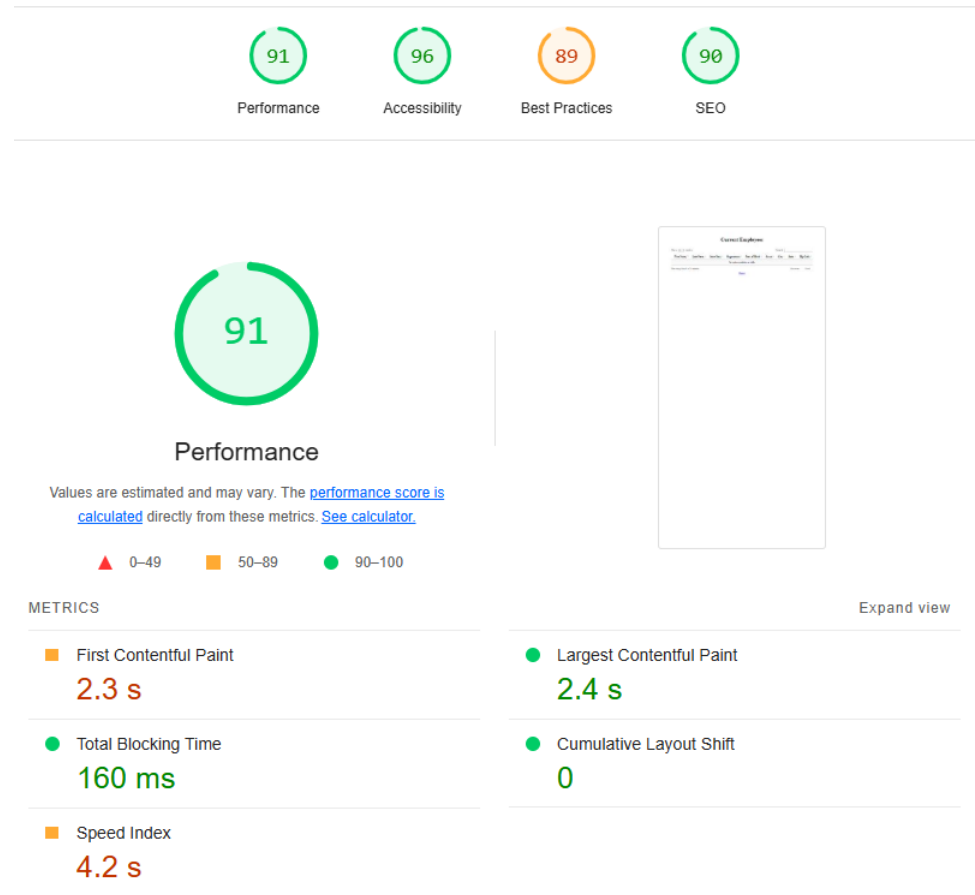 91
96
89
90
Performance
Accessibility
Best Practices
SEO
91
Performance
Values are estimated and may vary. The performance score is
calculated directly from these metrics. See calculator.
0–49
50–89
90–100
Current Employees
METRICS
Expand view
First Contentful Paint
2.3 s
Largest Contentful Paint
2.4 s
Total Blocking Time
160 ms
Cumulative Layout Shift
0
Speed Index
4.2 s